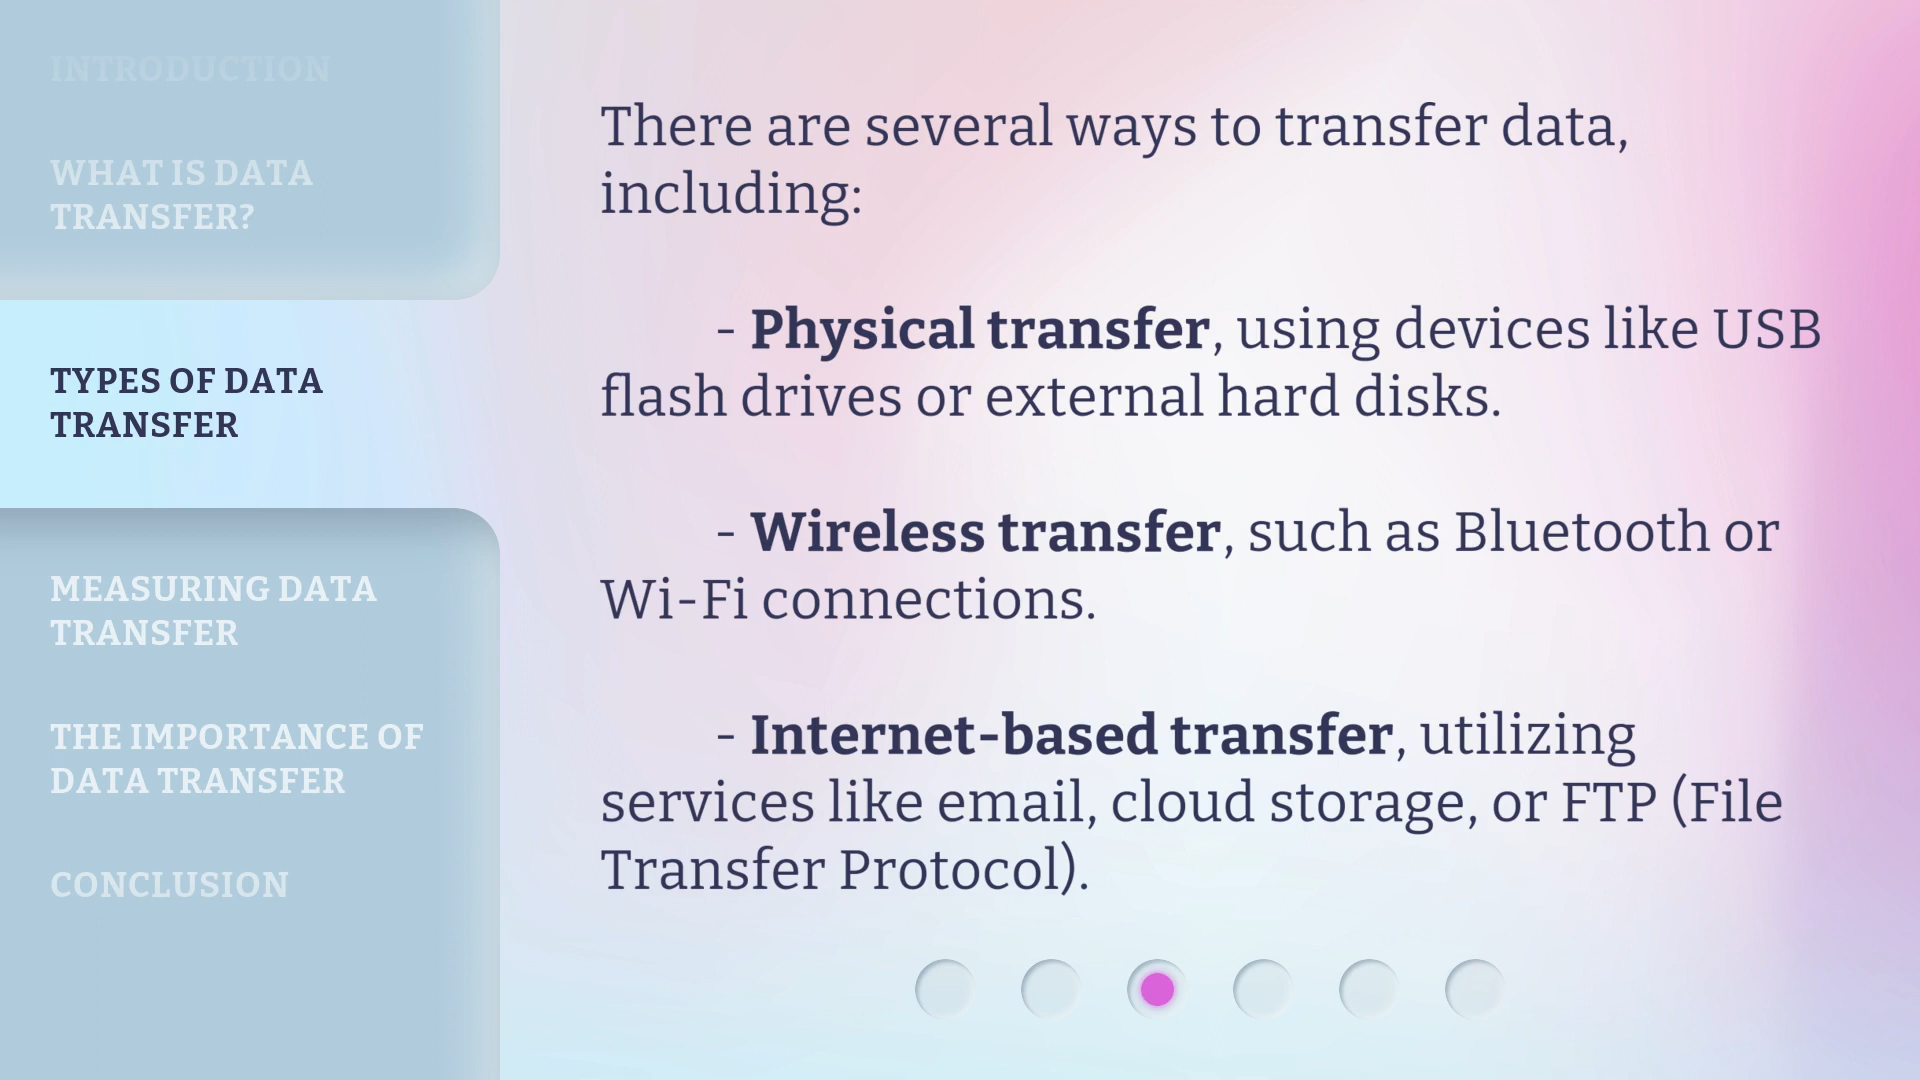 INTRODUCTION
WHAT IS DATA
TRANSFER?
TYPES OF DATA
TRANSFER
MEASURING DATA
TRANSFER
THE IMPORTANCE OF
DATA TRANSFER
CONCLUSION
There are several ways to transfer data,
including:
- Physical transfer, using devices like USB
flash drives or external hard disks.
- Wireless transfer, such as Bluetooth or
Wi-Fi connections.
- Internet-based transfer, utilizing
services like email, cloud storage, or FTP (File
Transfer Protocol).